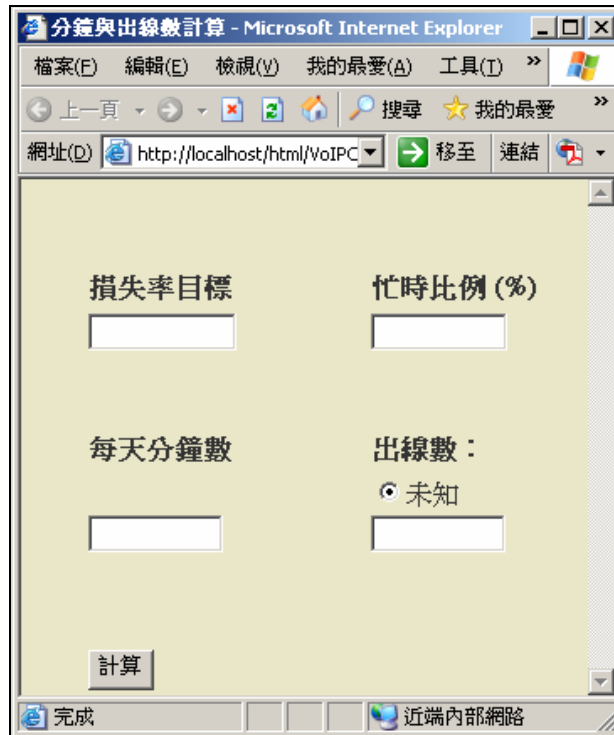 分鐘與出線數計算 - Microsoft Internet Explorer
檔案(F) 編輯(E) 檢視(V) 我的最愛(A) 工具(T) »
上一頁 搜尋 我的最愛 »
網址(D) http://localhost/html/VoIPC 移至 連結
損失率目標 忙時比例 (%)
每天分鐘數 出線數：
未知
計算
完成 近端內部網路